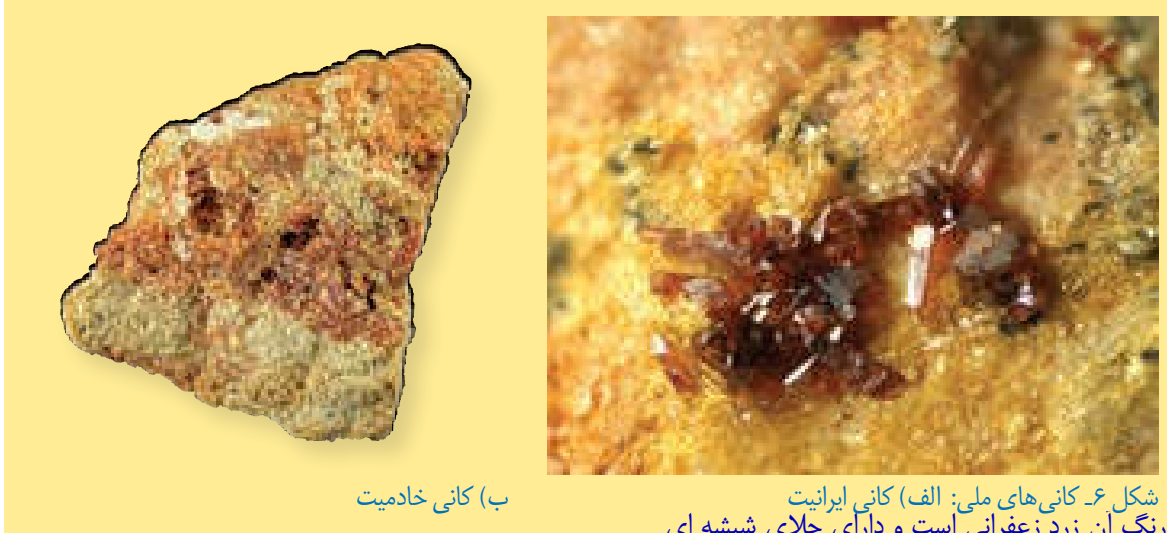 شکل ۶ـ کانی‌های ملی: الف) کانی ایرانیت
ب) کانی خادمیت
رنگ آن زرد زعفرانی است و دارای جلای شیشه ای